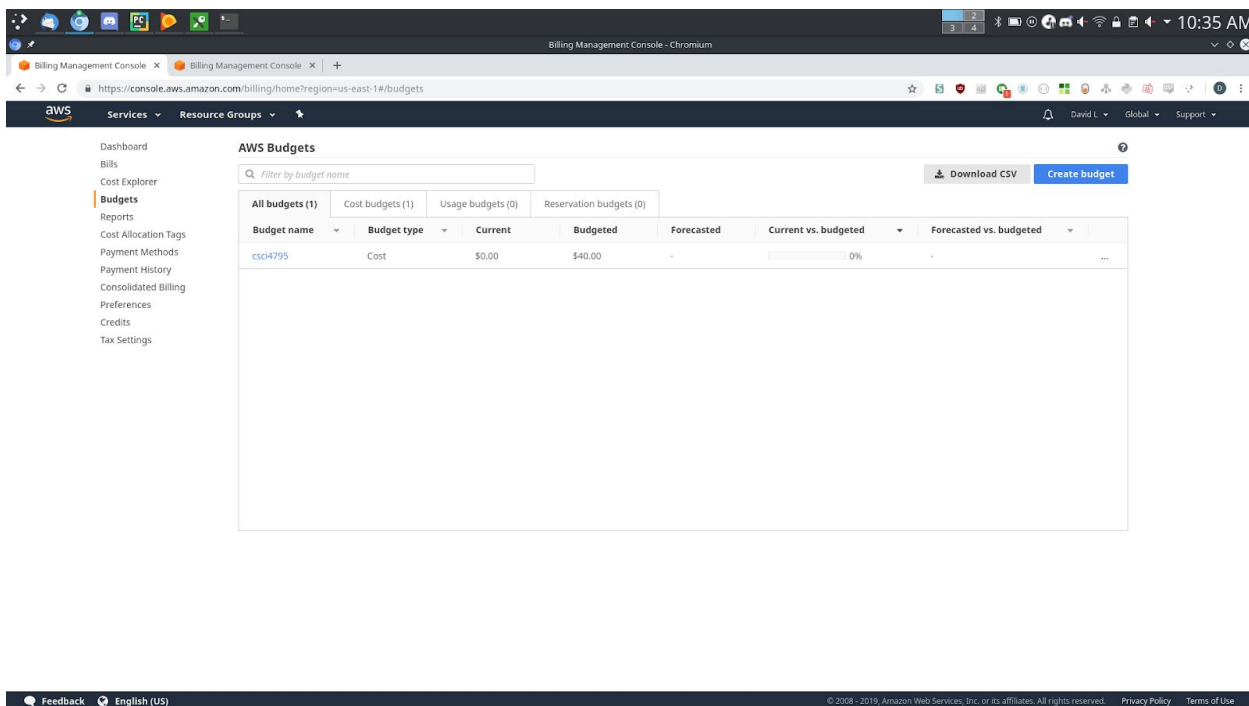 2
3 4
10:35 AM
Billing Management Console - Chromium
Billing Management Console × Billing Management Console × +
https://console.aws.amazon.com/billing/home?region=us-east-1#/budgets
aws Services Resource Groups David L Global Support
Dashboard
Bills
Cost Explorer
Budgets
Reports
Cost Allocation Tags
Payment Methods
Payment History
Consolidated Billing
Preferences
Credits
Tax Settings
AWS Budgets
Filter by budget name
Download CSV Create budget
All budgets (1) Cost budgets (1) Usage budgets (0) Reservation budgets (0)
Budget name Budget type Current Budgeted Forecasted Current vs. budgeted Forecasted vs. budgeted
csci4795 Cost $0.00 $40.00 - 0% - ...
Feedback English (US) © 2008 - 2019, Amazon Web Services, Inc. or its affiliates. All rights reserved. Privacy Policy Terms of Use